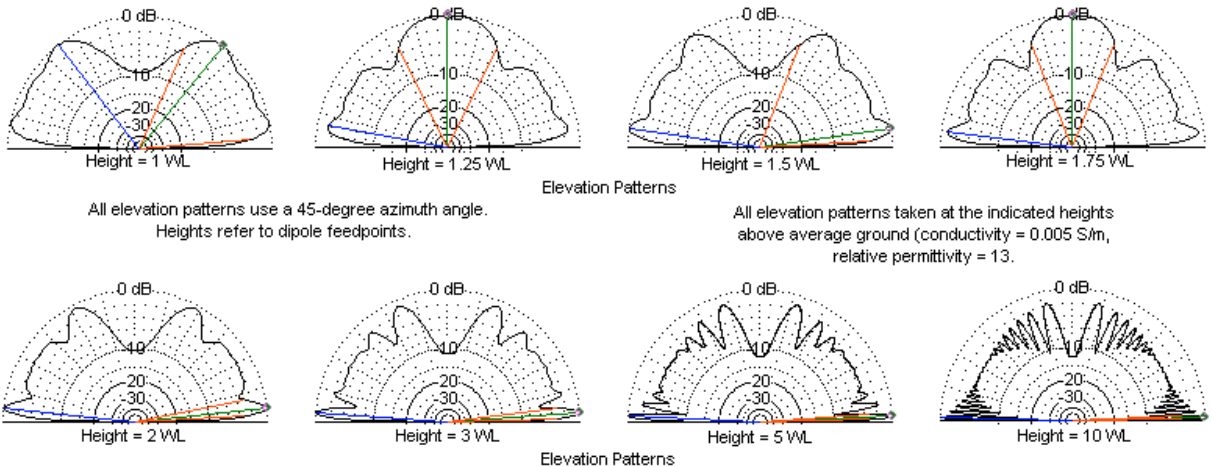 0 dB
-10
-20
-30
Height = 1 WL
0 dB
-10
-20
-30
Height = 1.25 WL
0 dB
-10
-20
-30
Height = 1.5 WL
0 dB
-10
-20
-30
Height = 1.75 WL
Elevation Patterns
All elevation patterns use a 45-degree azimuth angle.
Heights refer to dipole feedpoints.
All elevation patterns taken at the indicated heights
above average ground (conductivity = 0.005 S/m,
relative permittivity = 13.
0 dB
-10
-20
-30
Height = 2 WL
0 dB
-10
-20
-30
Height = 3 WL
0 dB
-10
-20
-30
Height = 5 WL
0 dB
-10
-20
-30
Height = 10 WL
Elevation Patterns